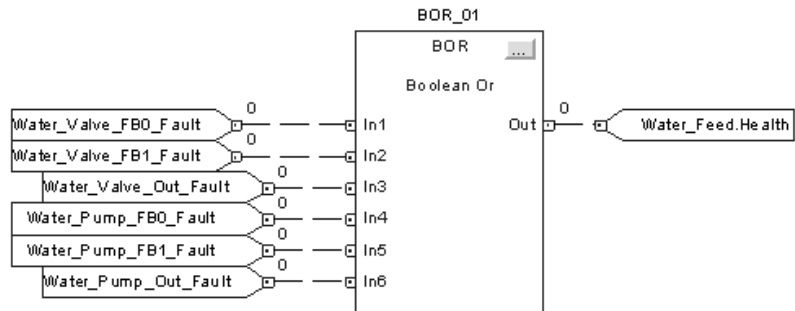 BOR_01
BOR ...
Boolean Or
0
Water_Valve_FB0_Fault In1 Out 0 Water_Feed.Health
0
Water_Valve_FB1_Fault In2
0
Water_Valve_Out_Fault In3
0
Water_Pump_FB0_Fault In4
0
Water_Pump_FB1_Fault In5
0
Water_Pump_Out_Fault In6